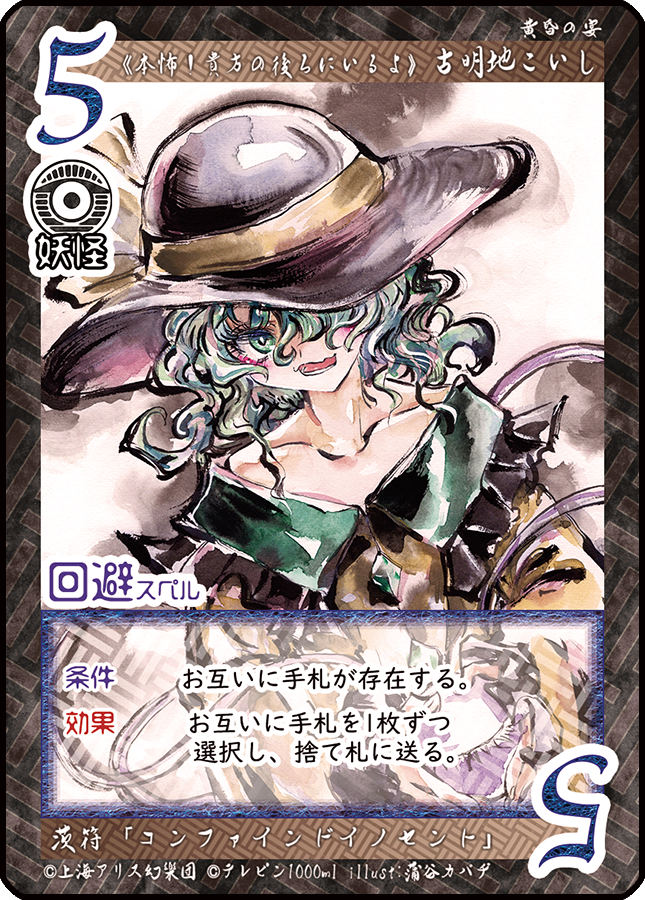 黄昏の宴
5
《本怖！貴方の後ろにいるよ》 古明地こいし
妖怪
回避スペル
条件 お互いに手札が存在する。
効果 お互いに手札を1枚ずつ
選択し、捨て札に送る。
5
茨符「コンファインドイノセント」
©上海アリス幻樂団 ©テレピン1000ml illust:蒲谷カバヂ